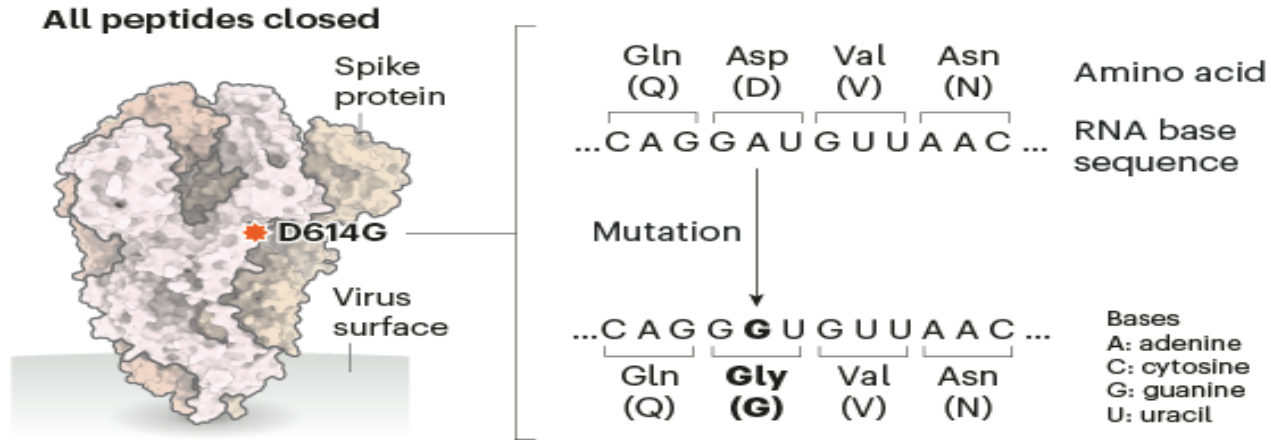 All peptides closed
Spike
protein
D614G
Virus
surface
Gln Asp Val Asn
(Q) (D) (V) (N)
Amino acid
...C A G G A U G U U A A C ...
RNA base
sequence
Mutation
...C A G G G U G U U A A C ...
Gln Gly Val Asn
(Q) (G) (V) (N)
Bases
A: adenine
C: cytosine
G: guanine
U: uracil